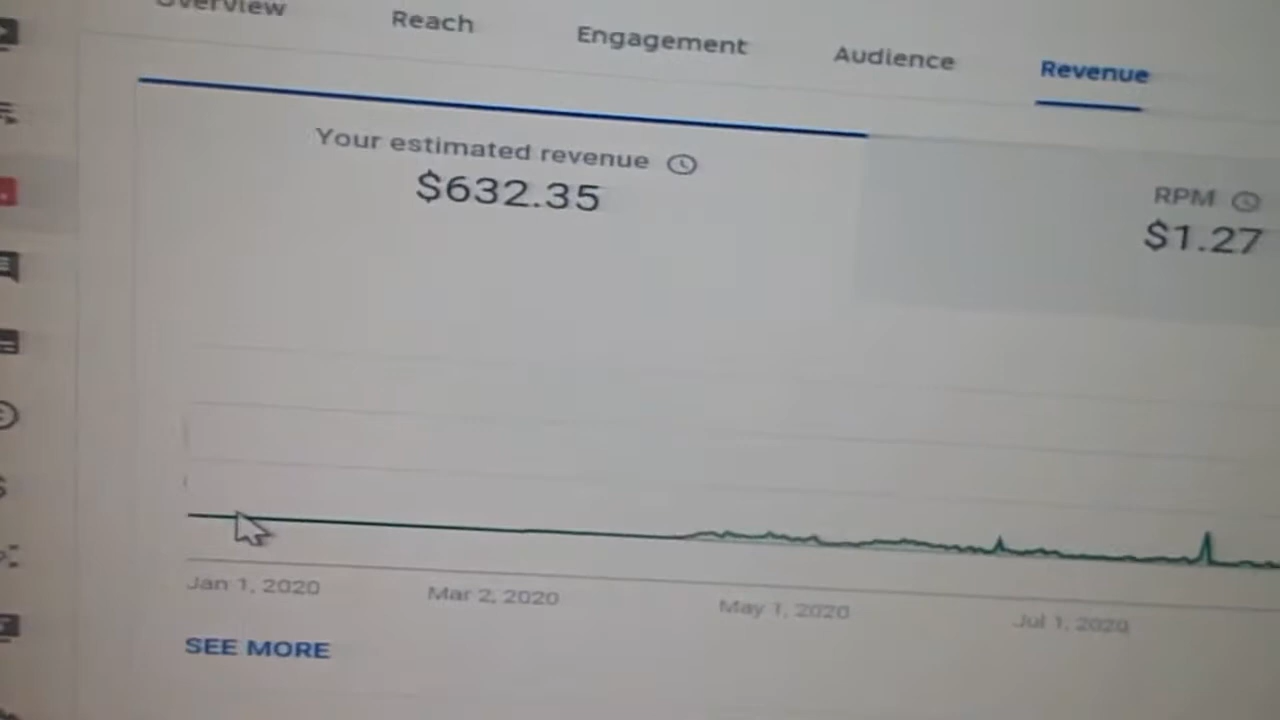 Overview
Reach
Engagement
Audience
Revenue
Your estimated revenue
$632.35
RPM
$1.27
Jan 1, 2020
Mar 2, 2020
May 1, 2020
Jul 1, 2020
SEE MORE